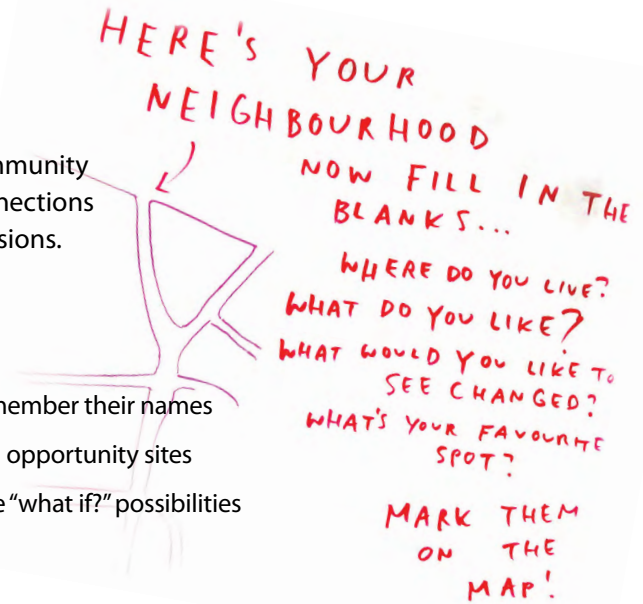 HERE'S YOUR
NEIGHBOURHOOD
NOW FILL IN THE
BLANKS...
WHERE DO YOU LIVE?
WHAT DO YOU LIKE?
WHAT WOULD YOU LIKE TO
SEE CHANGED?
WHAT'S YOUR FAVOURITE
SPOT?
MARK THEM
ON THE
MAP!
mmunity
nections
sions.
member their names
opportunity sites
e "what if?" possibilities